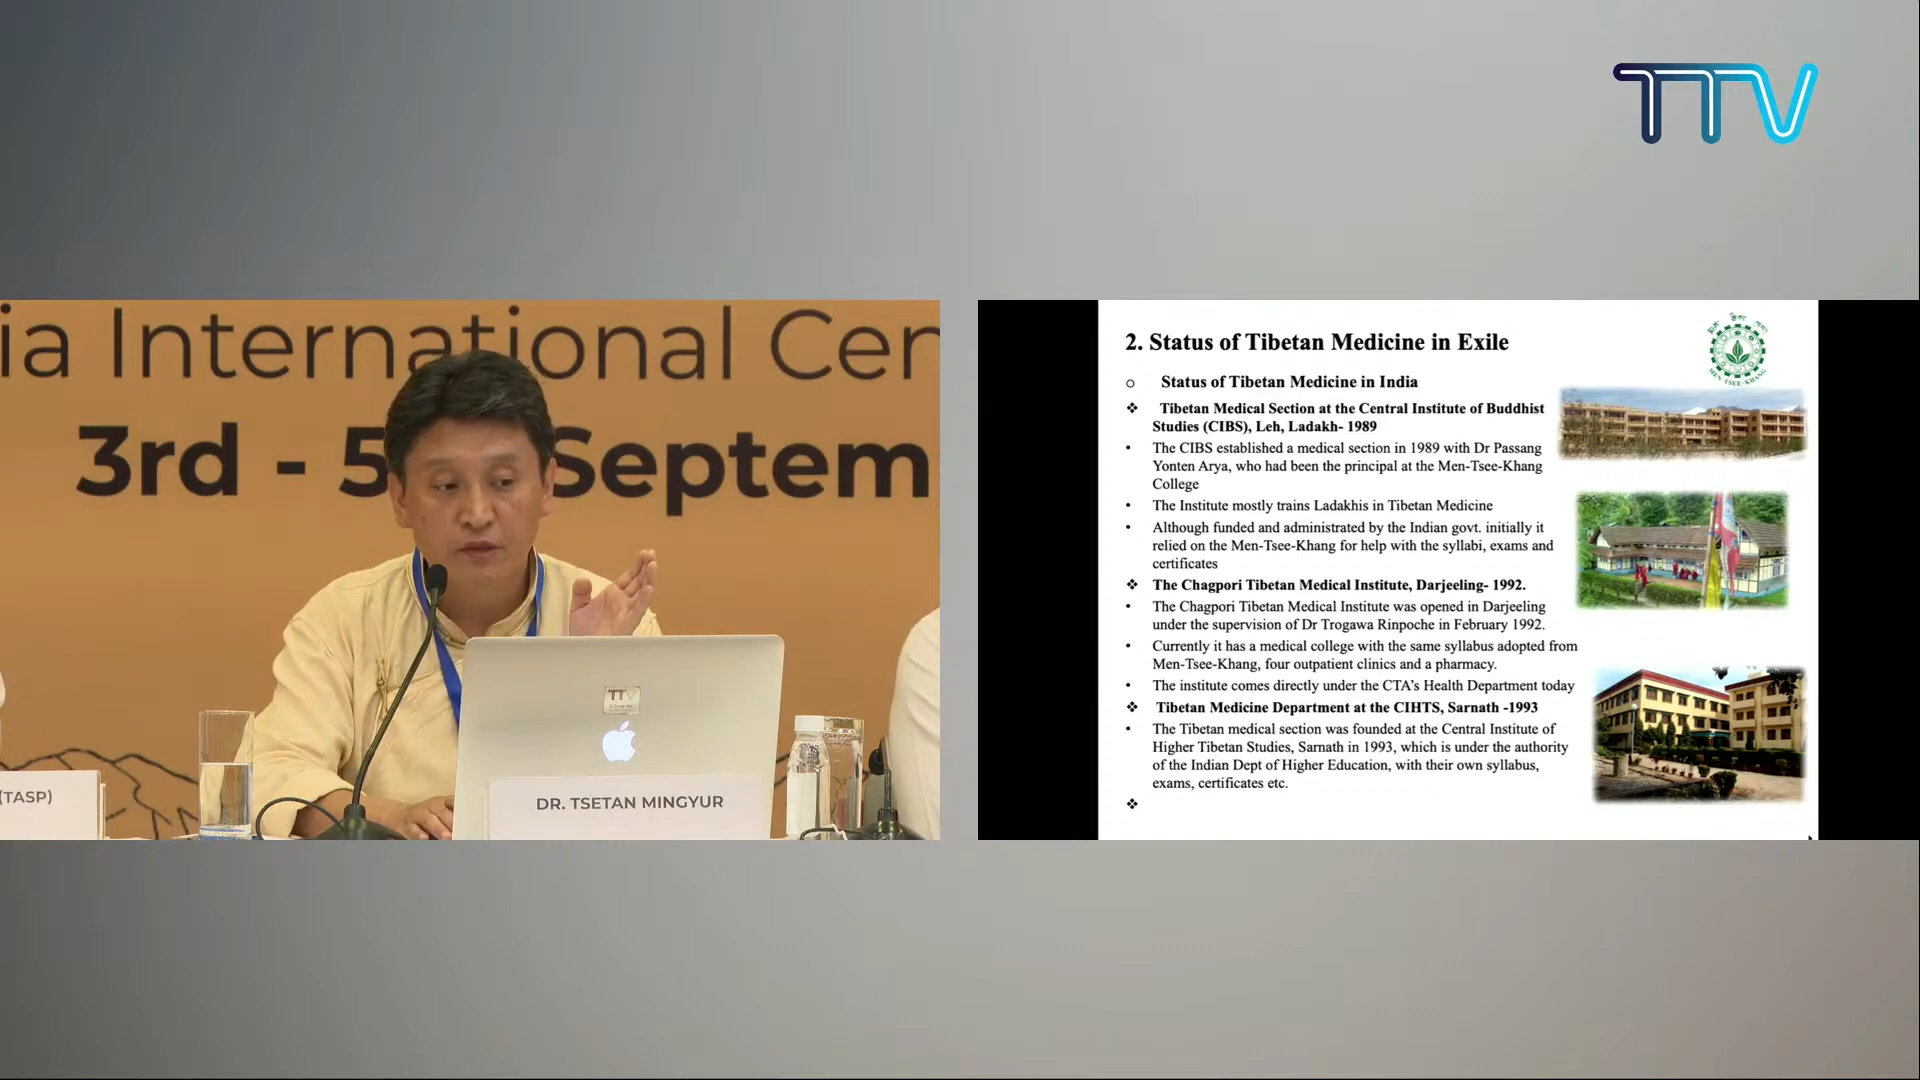 TTV
ia International Cen
3rd - 5 Septem
(TASP)
TTV
DR. TSETAN MINGYUR
2. Status of Tibetan Medicine in Exile
MEN-TSEE-KHANG
o Status of Tibetan Medicine in India
❖ Tibetan Medical Section at the Central Institute of Buddhist
Studies (CIBS), Leh, Ladakh- 1989
• The CIBS established a medical section in 1989 with Dr Passang
Yonten Arya, who had been the principal at the Men-Tsee-Khang
College
• The Institute mostly trains Ladakhis in Tibetan Medicine
• Although funded and administrated by the Indian govt. initially it
relied on the Men-Tsee-Khang for help with the syllabi, exams and
certificates
❖ The Chagpori Tibetan Medical Institute, Darjeeling- 1992.
• The Chagpori Tibetan Medical Institute was opened in Darjeeling
under the supervision of Dr Trogawa Rinpoche in February 1992.
• Currently it has a medical college with the same syllabus adopted from
Men-Tsee-Khang, four outpatient clinics and a pharmacy.
• The institute comes directly under the CTA's Health Department today
❖ Tibetan Medicine Department at the CIHTS, Sarnath -1993
• The Tibetan medical section was founded at the Central Institute of
Higher Tibetan Studies, Sarnath in 1993, which is under the authority
of the Indian Dept of Higher Education, with their own syllabus,
exams, certificates etc.
❖